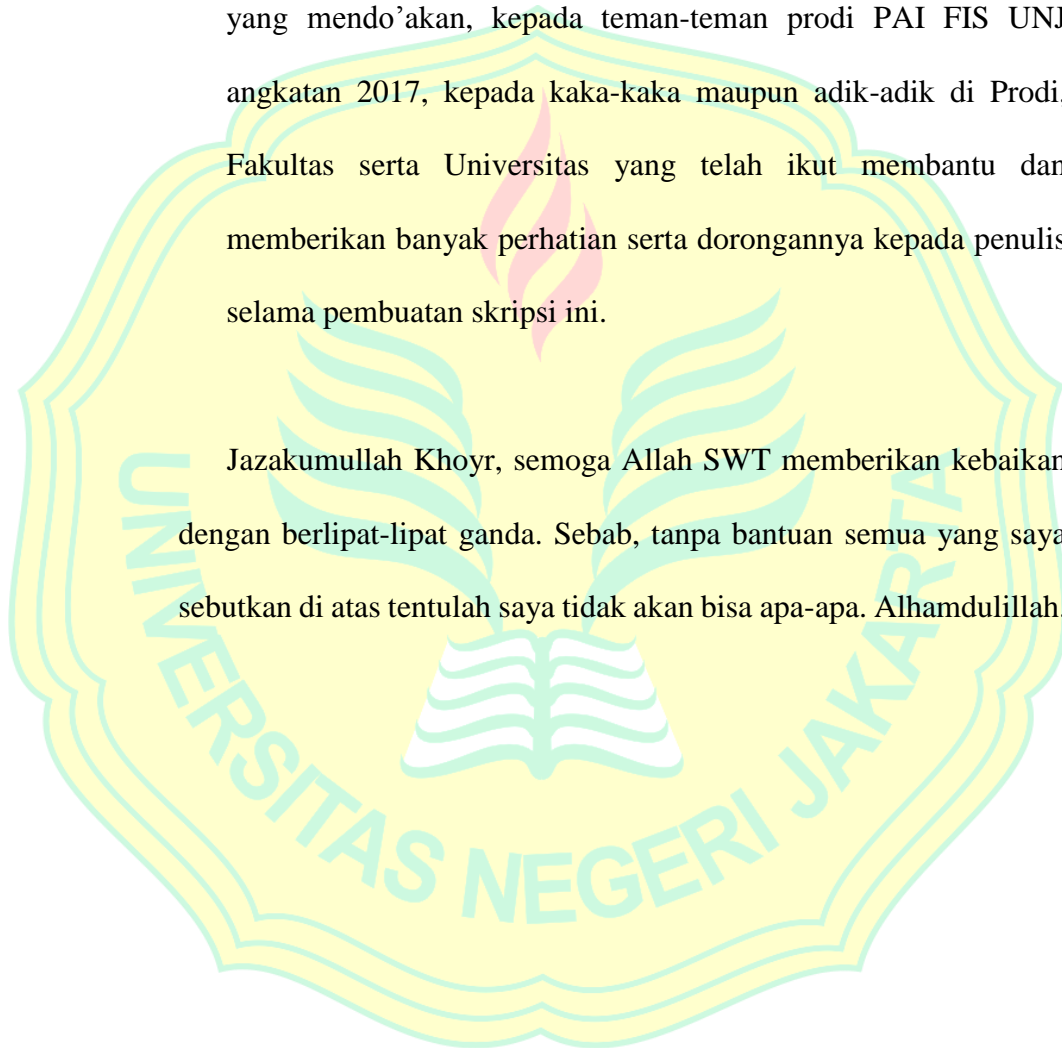 yang mendo’akan, kepada teman-teman prodi PAI FIS UNJ
angkatan 2017, kepada kaka-kaka maupun adik-adik di Prodi,
Fakultas serta Universitas yang telah ikut membantu dan
memberikan banyak perhatian serta dorongannya kepada penulis
selama pembuatan skripsi ini.
Jazakumullah Khoyr, semoga Allah SWT memberikan kebaikan
dengan berlipat-lipat ganda. Sebab, tanpa bantuan semua yang saya
sebutkan di atas tentulah saya tidak akan bisa apa-apa. Alhamdulillah.
UNIVERSITAS NEGERI JAKARTA